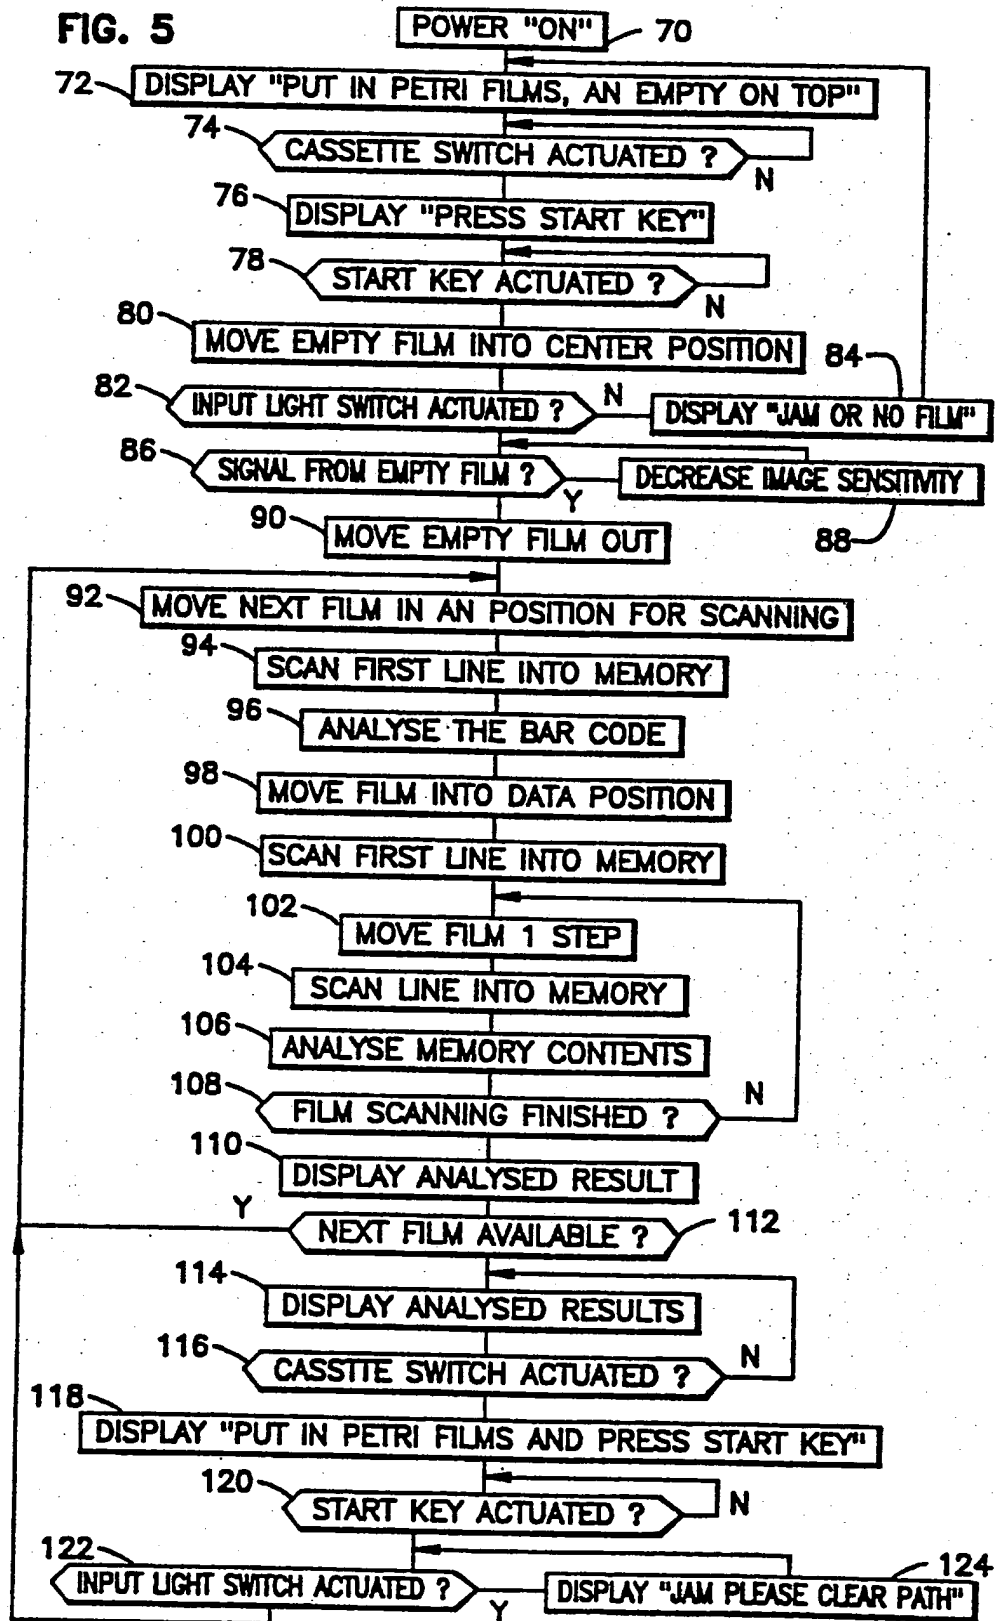 FIG. 5
POWER "ON" 70
72 DISPLAY "PUT IN PETRI FILMS, AN EMPTY ON TOP"
74 CASSETTE SWITCH ACTUATED ?
N
76 DISPLAY "PRESS START KEY"
78 START KEY ACTUATED ?
N
80 MOVE EMPTY FILM INTO CENTER POSITION
82 INPUT LIGHT SWITCH ACTUATED ? N
84 DISPLAY "JAM OR NO FILM"
86 SIGNAL FROM EMPTY FILM ? Y
DECREASE IMAGE SENSITIVITY
88
90 MOVE EMPTY FILM OUT
92 MOVE NEXT FILM IN AN POSITION FOR SCANNING
94 SCAN FIRST LINE INTO MEMORY
96 ANALYSE THE BAR CODE
98 MOVE FILM INTO DATA POSITION
100 SCAN FIRST LINE INTO MEMORY
102 MOVE FILM 1 STEP
104 SCAN LINE INTO MEMORY
106 ANALYSE MEMORY CONTENTS
108 FILM SCANNING FINISHED ? N
110 DISPLAY ANALYSED RESULT
Y NEXT FILM AVAILABLE ? 112
114 DISPLAY ANALYSED RESULTS
116 CASSTTE SWITCH ACTUATED ? N
118 DISPLAY "PUT IN PETRI FILMS AND PRESS START KEY"
120 START KEY ACTUATED ? N
122 INPUT LIGHT SWITCH ACTUATED ? Y
124 DISPLAY "JAM PLEASE CLEAR PATH"